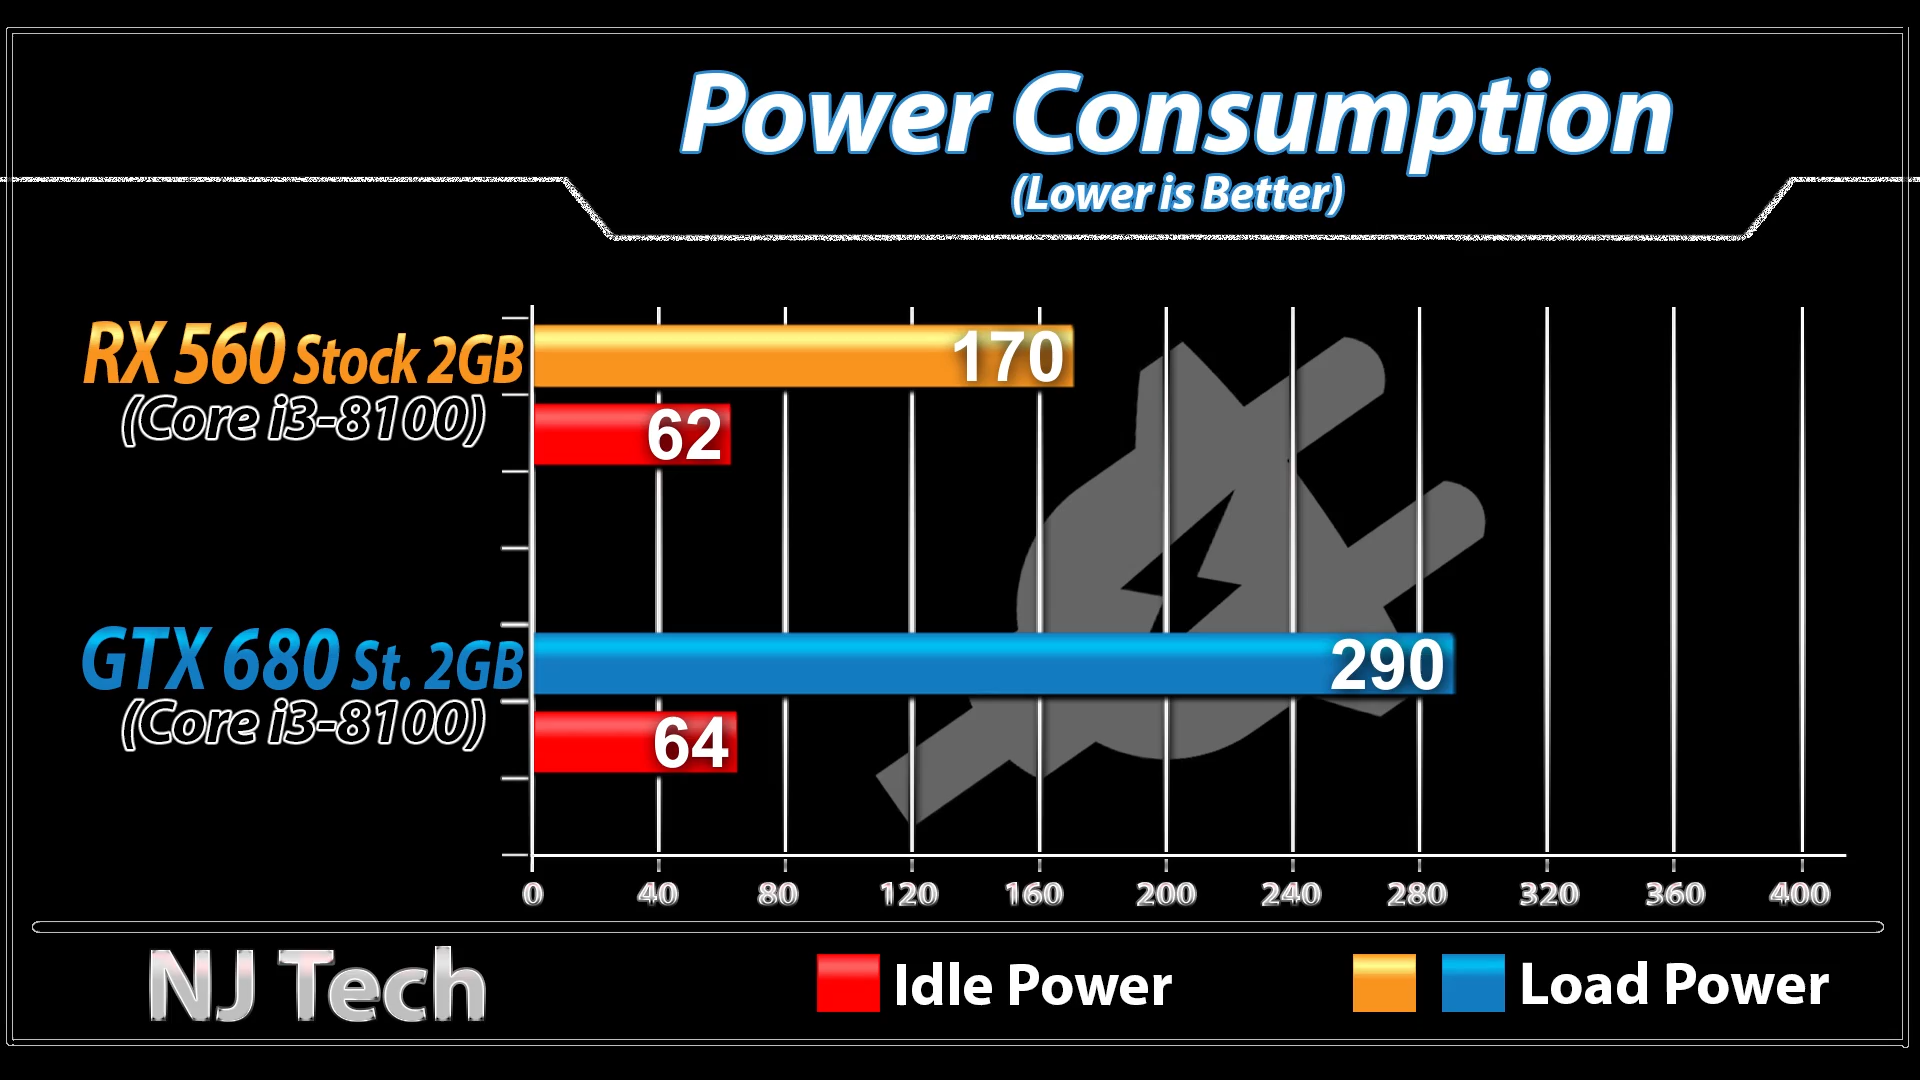 Power Consumption
(Lower is Better)
RX 560 Stock 2GB
(Core i3-8100)
170
62
GTX 680 St. 2GB
(Core i3-8100)
290
64
0 40 80 120 160 200 240 280 320 360 400
NJ Tech
Idle Power
Load Power